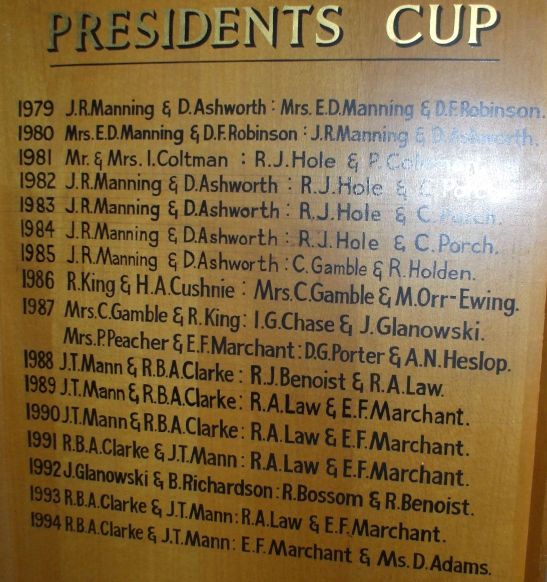 PRESIDENTS CUP
1979 J.R.Manning & D.Ashworth : Mrs. E.D.Manning & D.F.Robinson.
1980 Mrs.E.D.Manning & D.F.Robinson : J.R.Manning & D.Ashworth.
1981 Mr. & Mrs. I.Coltman : R.J.Hole & P.
1982 J.R.Manning & D.Ashworth : R.J.Hole & C.
1983 J.R.Manning & D.Ashworth : R.J.Hole & C.Porch.
1984 J.R.Manning & D.Ashworth : R.J.Hole & C.Porch.
1985 J.R.Manning & D.Ashworth : C.Gamble & R.Holden.
1986 R.King & H.A.Cushnie : Mrs.C.Gamble & M.Orr-Ewing.
1987 Mrs.C.Gamble & R.King : I.G.Chase & J.Glanowski.
Mrs.P.Peacher & E.F.Marchant : D.G.Porter & A.N.Heslop.
1988 J.T.Mann & R.B.A.Clarke : R.J.Benoist & R.A.Law.
1989 J.T.Mann & R.B.A.Clarke : R.A.Law & E.F.Marchant.
1990 J.T.Mann & R.B.A.Clarke : R.A.Law & E.F.Marchant.
1991 R.B.A.Clarke & J.T.Mann : R.A.Law & E.F.Marchant.
1992 J.Glanowski & B.Richardson : R.Bossom & R.Benoist.
1993 R.B.A.Clarke & J.T.Mann : R.A.Law & E.F.Marchant.
1994 R.B.A.Clarke & J.T.Mann : E.F.Marchant & Ms.D.Adams.